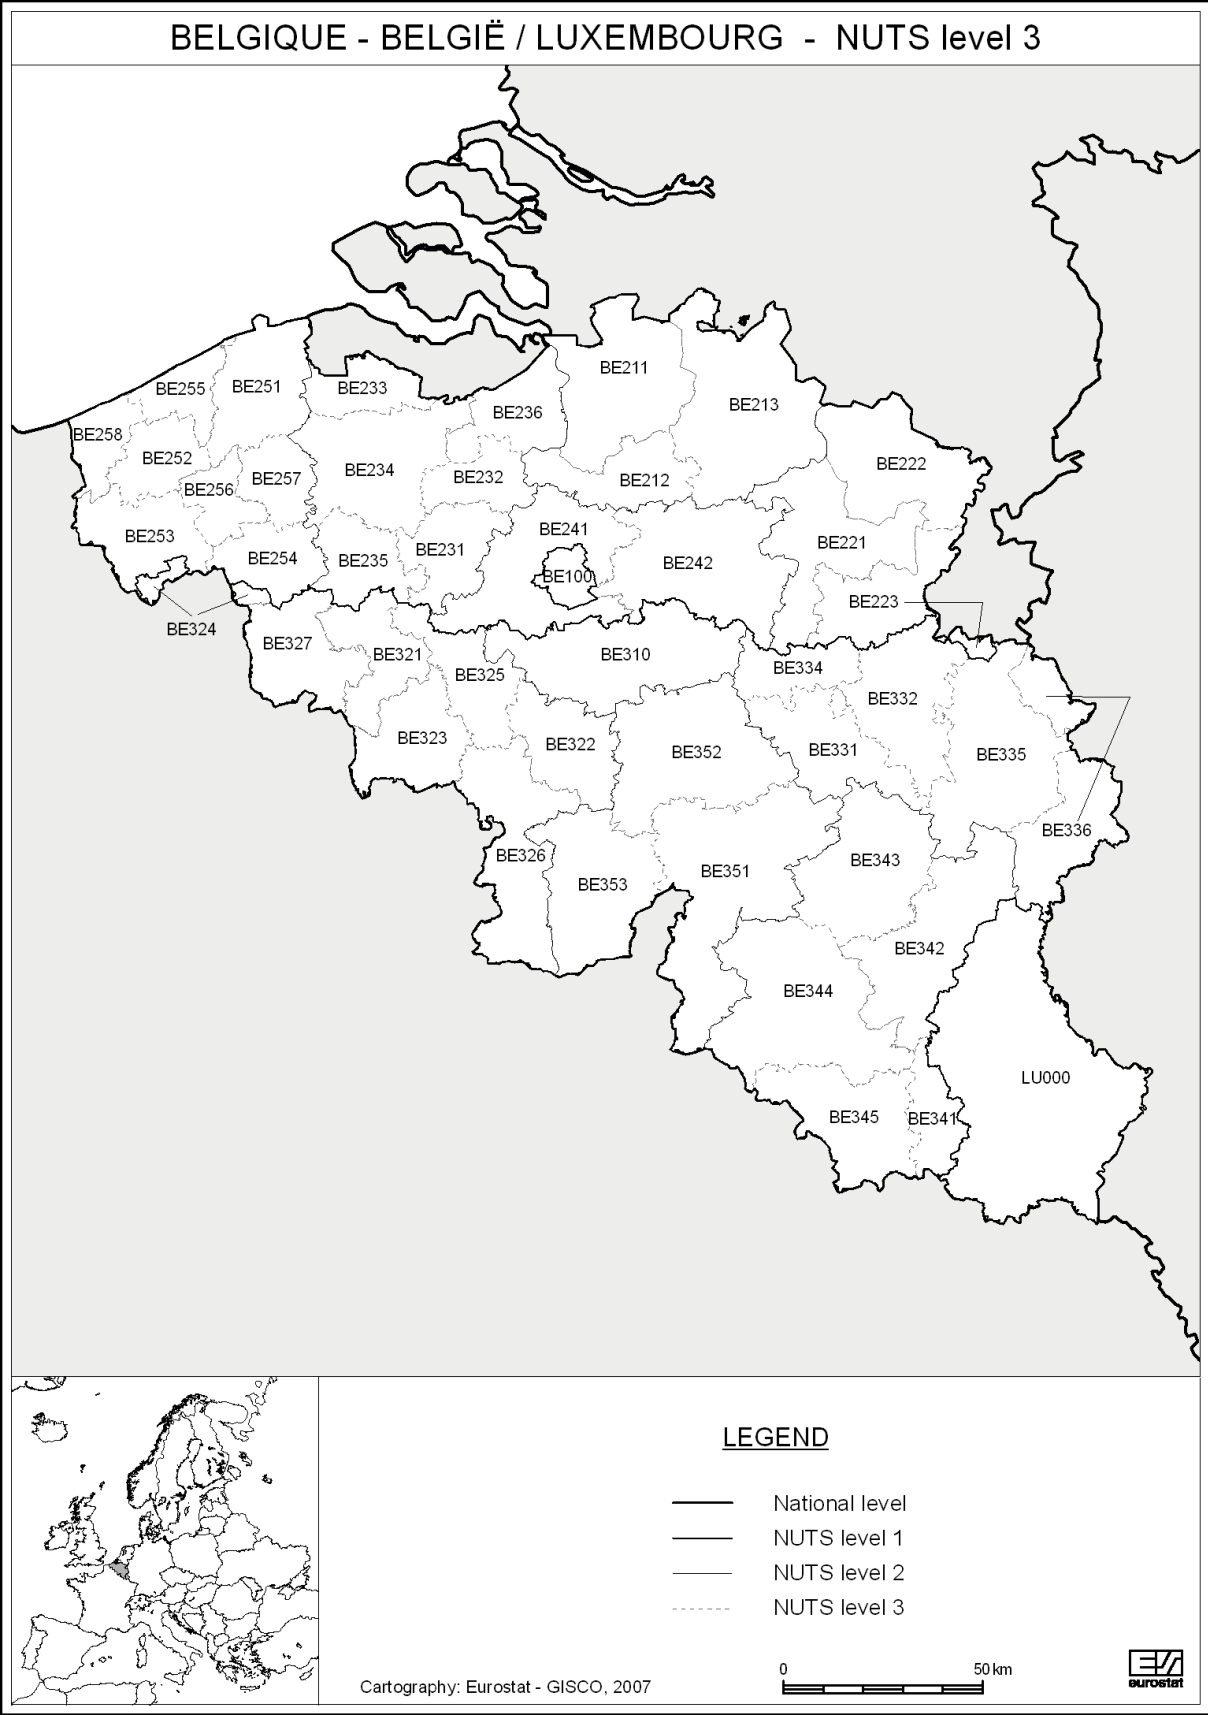 BELGIQUE - BELGIË / LUXEMBOURG - NUTS level 3
BE211
BE255
BE251
BE233
BE236
BE213
BE258
BE252
BE234
BE232
BE222
BE256
BE257
BE212
BE253
BE254
BE235
BE231
BE241
BE242
BE221
BE100
BE223
BE324
BE327
BE321
BE310
BE325
BE334
BE332
BE323
BE322
BE352
BE331
BE335
BE336
BE326
BE353
BE351
BE343
BE342
BE344
LU000
BE345
BE341
LEGEND
National level
NUTS level 1
NUTS level 2
NUTS level 3
Cartography: Eurostat - GISCO, 2007
0 50 km
eurostat